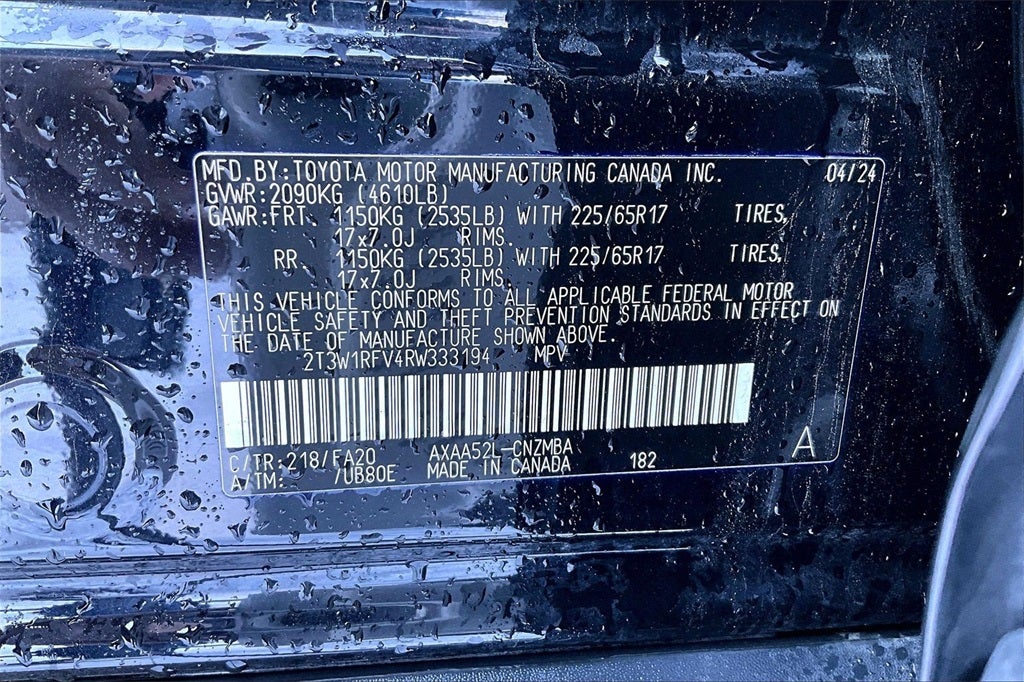 MFD.BY:TOYOTA MOTOR MANUFACTURING CANADA INC. 04/24
GVWR:2090KG (4610LB)
GAWR:FRT. 1150KG (2535LB) WITH 225/65R17 TIRES,
17x7.0J RIMS.
RR. 1150KG (2535LB) WITH 225/65R17 TIRES,
17x7.0J RIMS.
THIS VEHICLE CONFORMS TO ALL APPLICABLE FEDERAL MOTOR
VEHICLE SAFETY AND THEFT PREVENTION STANDARDS IN EFFECT ON
THE DATE OF MANUFACTURE SHOWN ABOVE.
2T3W1RFV4RW333194 MPV
C/TR:218/FA20 AXAA52L-CNZMBA 182 A
A/TM: /UB80E MADE IN CANADA